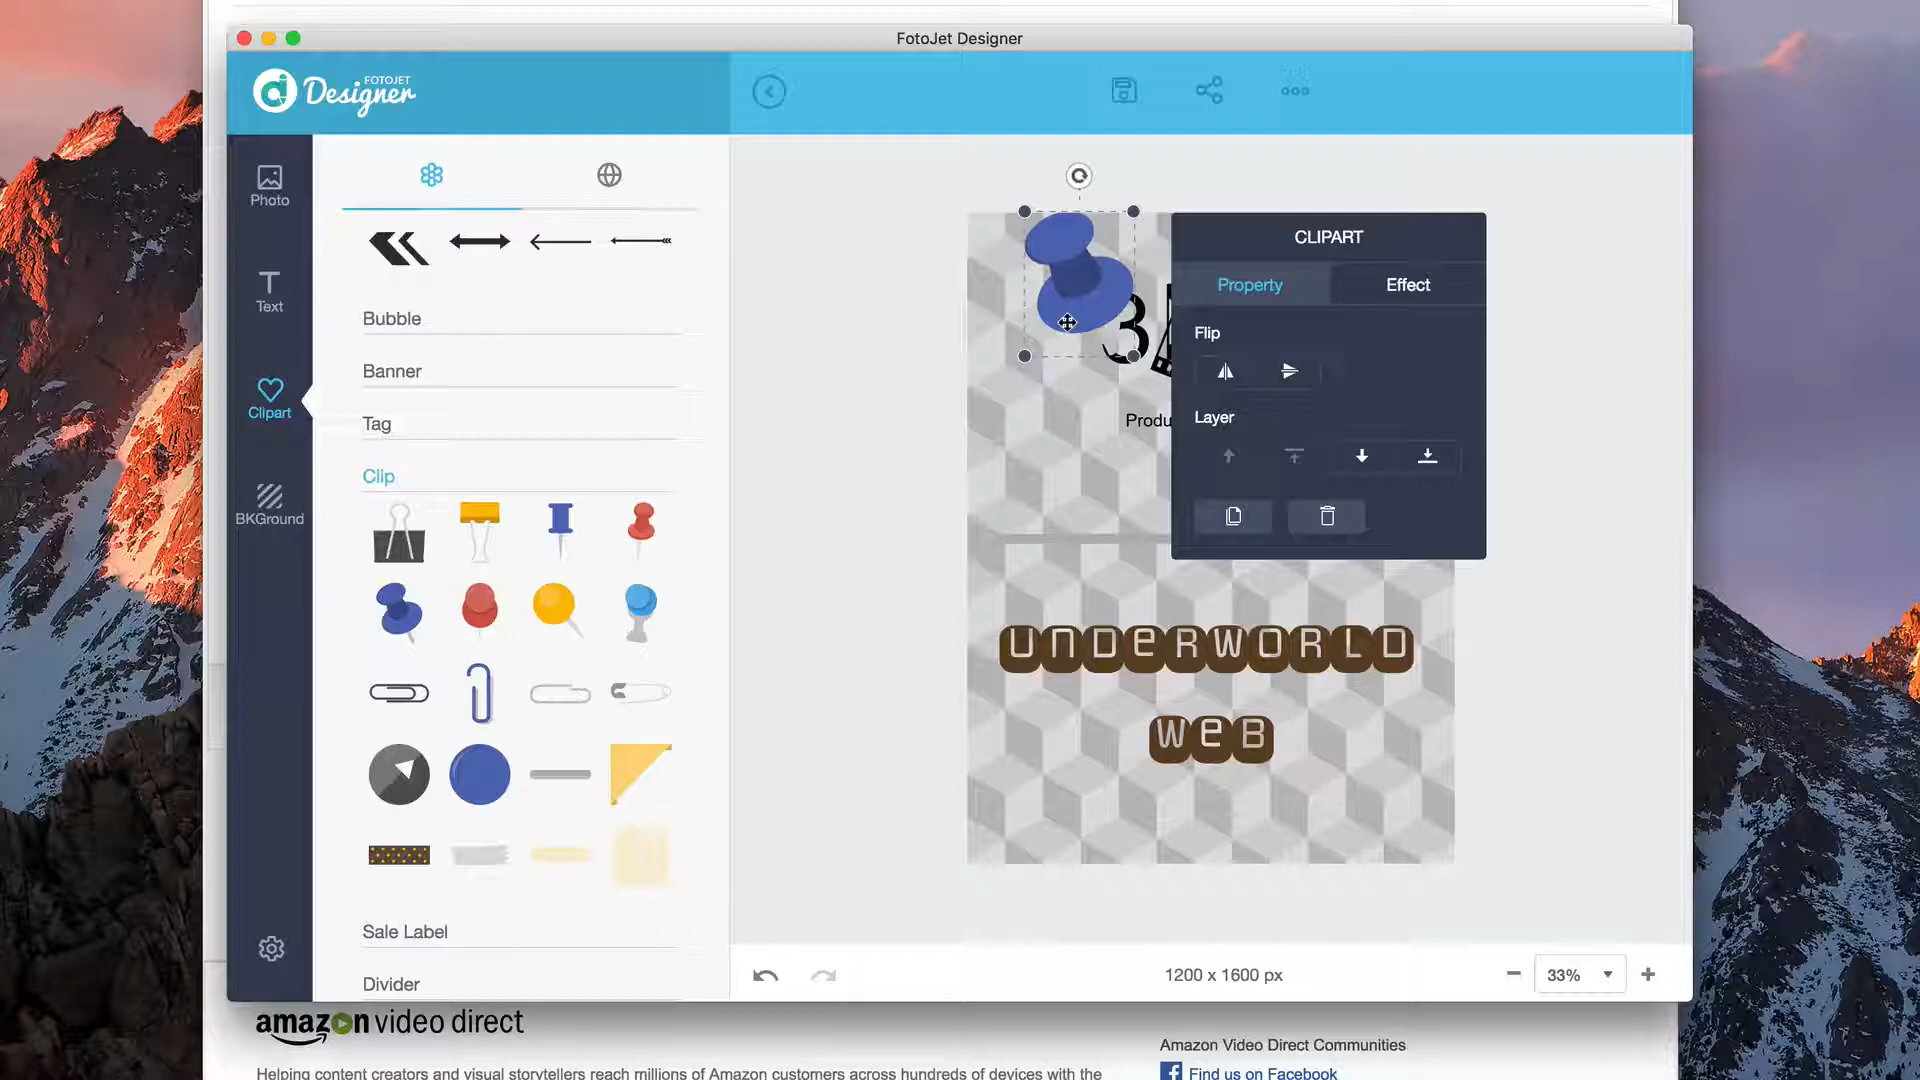 FotoJet Designer
FOTOJET
Designer
Photo
Text
Clipart
BKGround
Bubble
Banner
Tag
Clip
Sale Label
Divider
3
Produ
CLIPART
Property
Effect
Flip
Layer
UNDERWORLD
WEB
1200 x 1600 px
33%
amazon video direct
Helping content creators and visual storytellers reach millions of Amazon customers across hundreds of devices with the
Amazon Video Direct Communities
Find us on Facebook